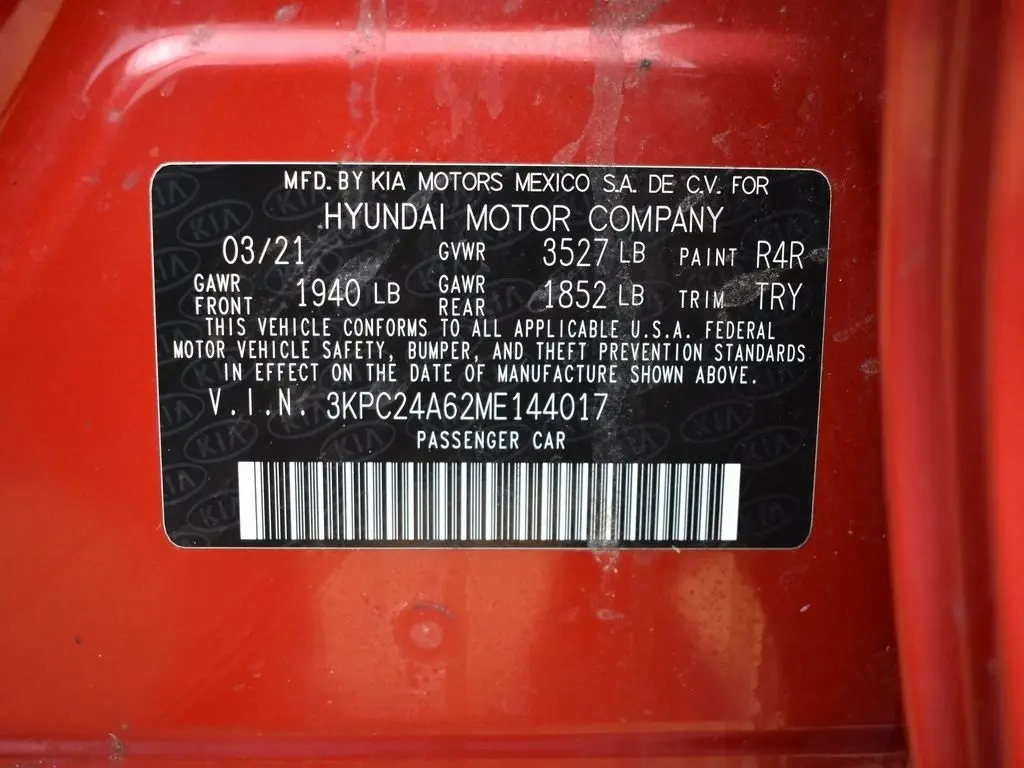 MFD. BY KIA MOTORS MEXICO S.A. DE C.V. FOR
HYUNDAI MOTOR COMPANY
03/21 GVWR 3527 LB PAINT R4R
GAWR FRONT 1940 LB GAWR REAR 1852 LB TRIM TRY
THIS VEHICLE CONFORMS TO ALL APPLICABLE U.S.A. FEDERAL
MOTOR VEHICLE SAFETY, BUMPER, AND THEFT PREVENTION STANDARDS
IN EFFECT ON THE DATE OF MANUFACTURE SHOWN ABOVE.
V.I.N. 3KPC24A62ME144017
PASSENGER CAR